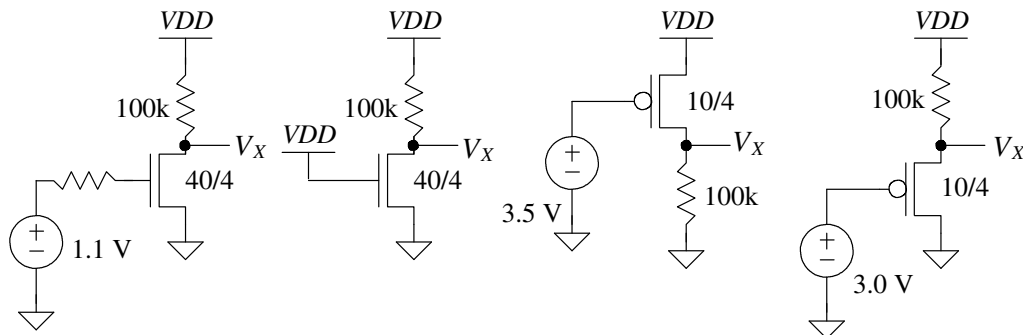 VDD
100k
V_X
40/4
+
−
1.1 V
VDD
100k
VDD
V_X
40/4
VDD
10/4
V_X
+
−
3.5 V
100k
VDD
100k
V_X
10/4
+
−
3.0 V